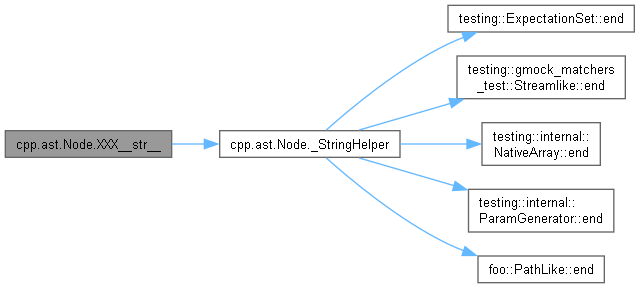 testing::ExpectationSet::end
testing::gmock_matchers
_test::Streamlike::end
cpp.ast.Node.XXX__str__
cpp.ast.Node._StringHelper
testing::internal::
NativeArray::end
testing::internal::
ParamGenerator::end
foo::PathLike::end